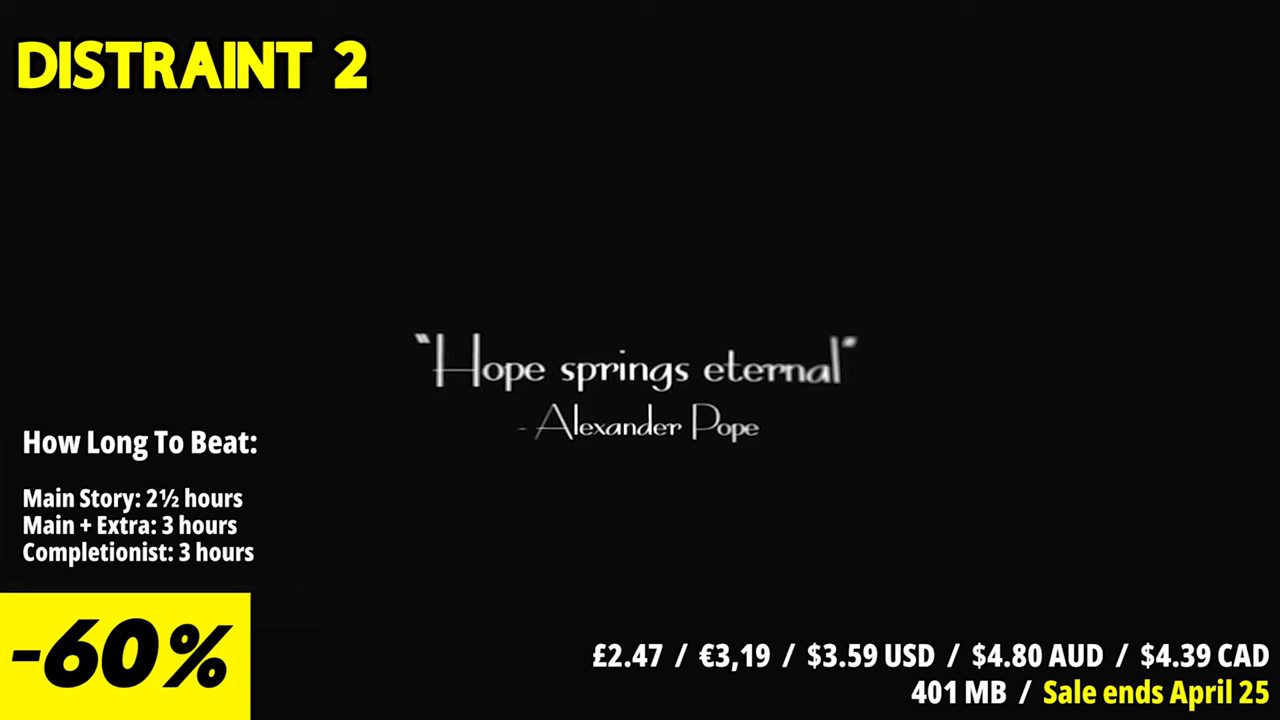 DISTRAINT 2
"Hope springs eternal"
- Alexander Pope
How Long To Beat:
Main Story: 2½ hours
Main + Extra: 3 hours
Completionist: 3 hours
-60%
£2.47 / €3,19 / $3.59 USD / $4.80 AUD / $4.39 CAD
401 MB / Sale ends April 25